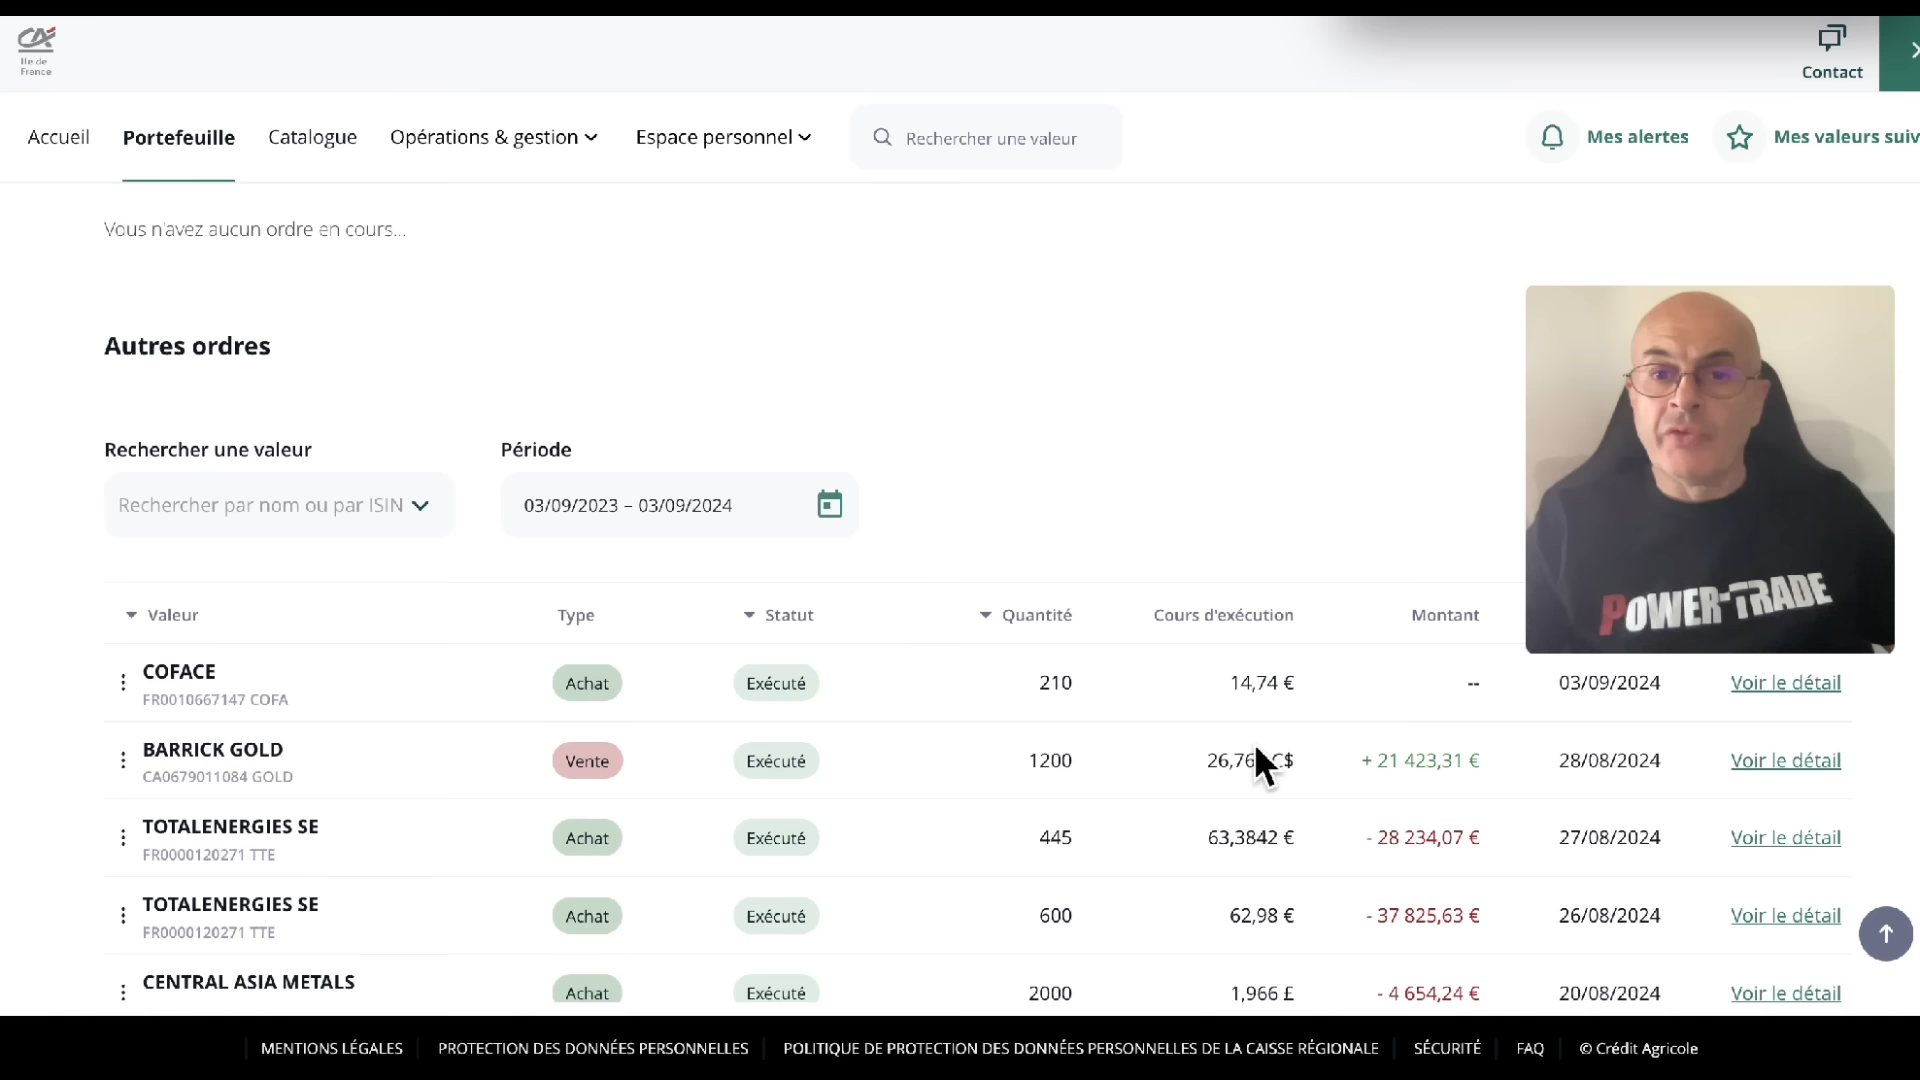 CA
Ile de
France
Contact
Accueil
Portefeuille
Catalogue
Opérations & gestion
Espace personnel
Rechercher une valeur
Mes alertes
Mes valeurs suiv
Vous n'avez aucun ordre en cours...
Autres ordres
Rechercher une valeur
Période
Rechercher par nom ou par ISIN
03/09/2023 – 03/09/2024
POWER-TRADE
Valeur Type Statut Quantité Cours d'exécution Montant
COFACE
FR0010667147 COFA
Achat Exécuté 210 14,74 € -- 03/09/2024 Voir le détail
BARRICK GOLD
CA0679011084 GOLD
Vente Exécuté 1200 + 21 423,31 € 28/08/2024 Voir le détail
TOTALENERGIES SE
FR0000120271 TTE
Achat Exécuté 445 63,3842 € - 28 234,07 € 27/08/2024 Voir le détail
TOTALENERGIES SE
FR0000120271 TTE
Achat Exécuté 600 62,98 € - 37 825,63 € 26/08/2024 Voir le détail
CENTRAL ASIA METALS
Achat Exécuté 2000 1,966 £ - 4 654,24 € 20/08/2024 Voir le détail
MENTIONS LÉGALES
PROTECTION DES DONNÉES PERSONNELLES
POLITIQUE DE PROTECTION DES DONNÉES PERSONNELLES DE LA CAISSE RÉGIONALE
SÉCURITÉ
FAQ
© Crédit Agricole